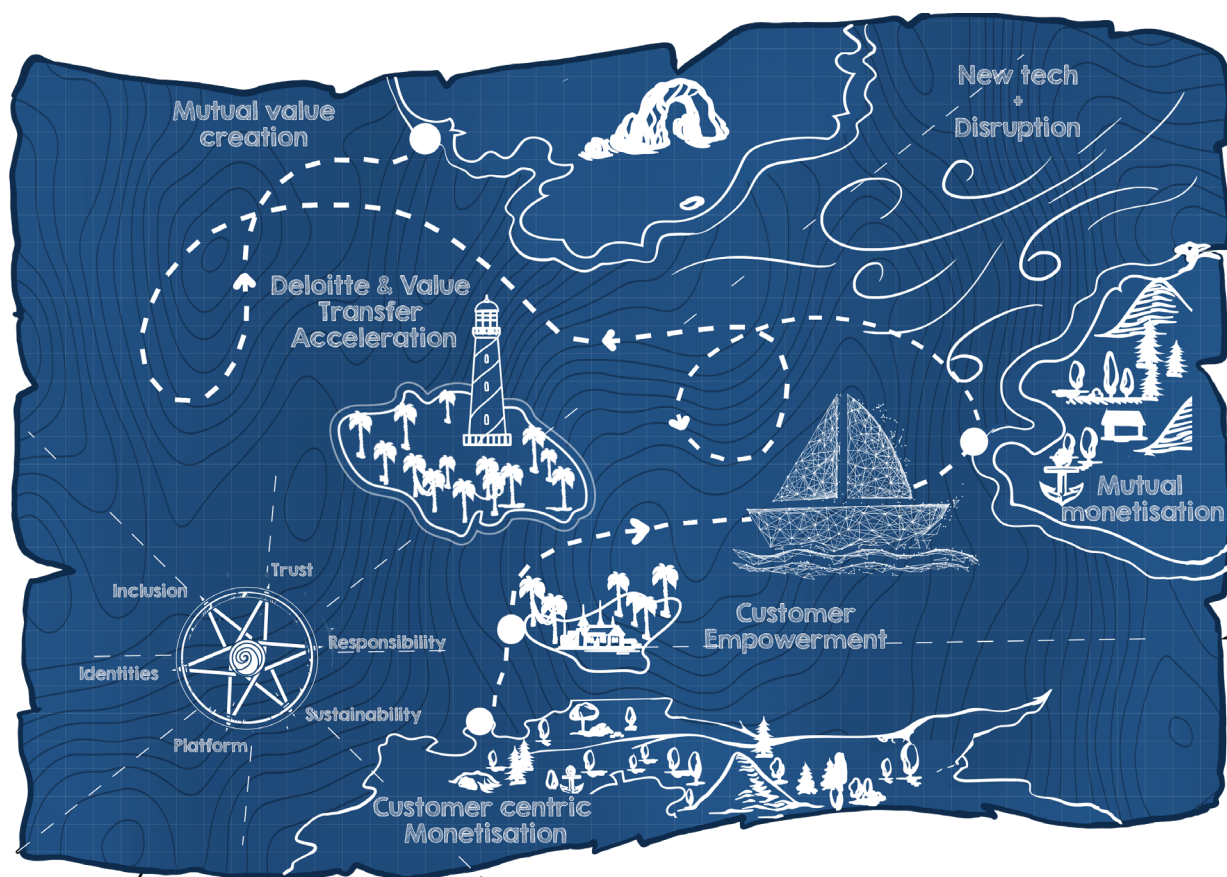 Mutual value
creation
New tech
+
Disruption
Deloitte & Value
Transfer
Acceleration
Mutual
monetisation
Trust
Inclusion
Responsibility
Identities
Sustainability
Platform
Customer
Empowerment
Customer centric
Monetisation